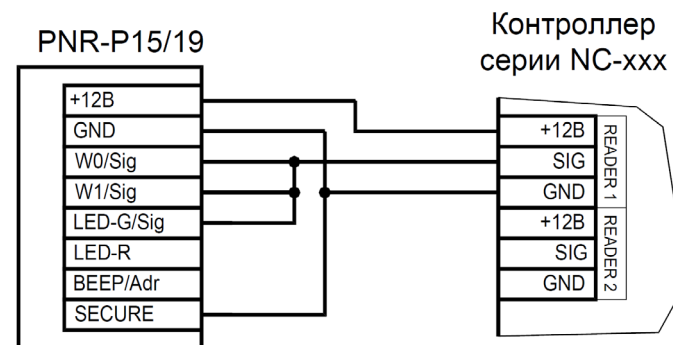 PNR-P15/19
+12В
GND
W0/Sig
W1/Sig
LED-G/Sig
LED-R
BEEP/Adr
SECURE
Контроллер
серии NC-xxx
+12В
SIG
GND
READER 1
+12В
SIG
GND
READER 2